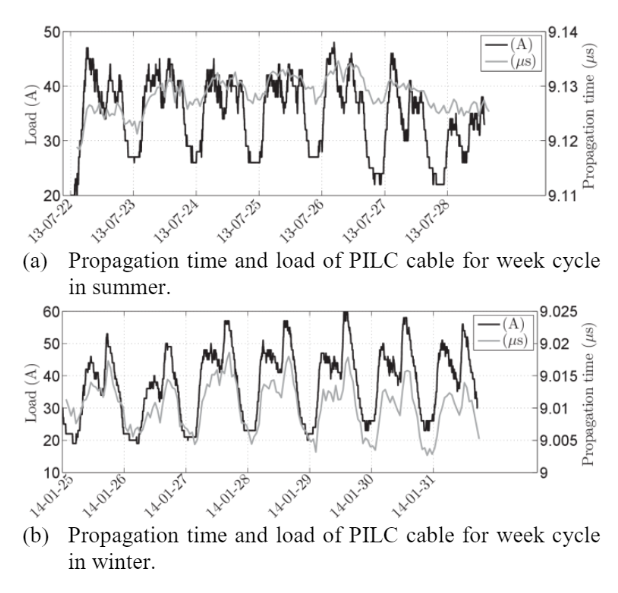 50
40
30
20
Load (A)
(A)
(µs)
9.14
9.13
9.12
9.11
Propagation time (µs)
13-07-22
13-07-23
13-07-24
13-07-25
13-07-26
13-07-27
13-07-28
(a) Propagation time and load of PILC cable for week cycle
in summer.
60
50
40
30
20
10
Load (A)
(A)
(µs)
9.025
9.02
9.015
9.01
9.005
9
Propagation time (µs)
14-01-25
14-01-26
14-01-27
14-01-28
14-01-29
14-01-30
14-01-31
(b) Propagation time and load of PILC cable for week cycle
in winter.